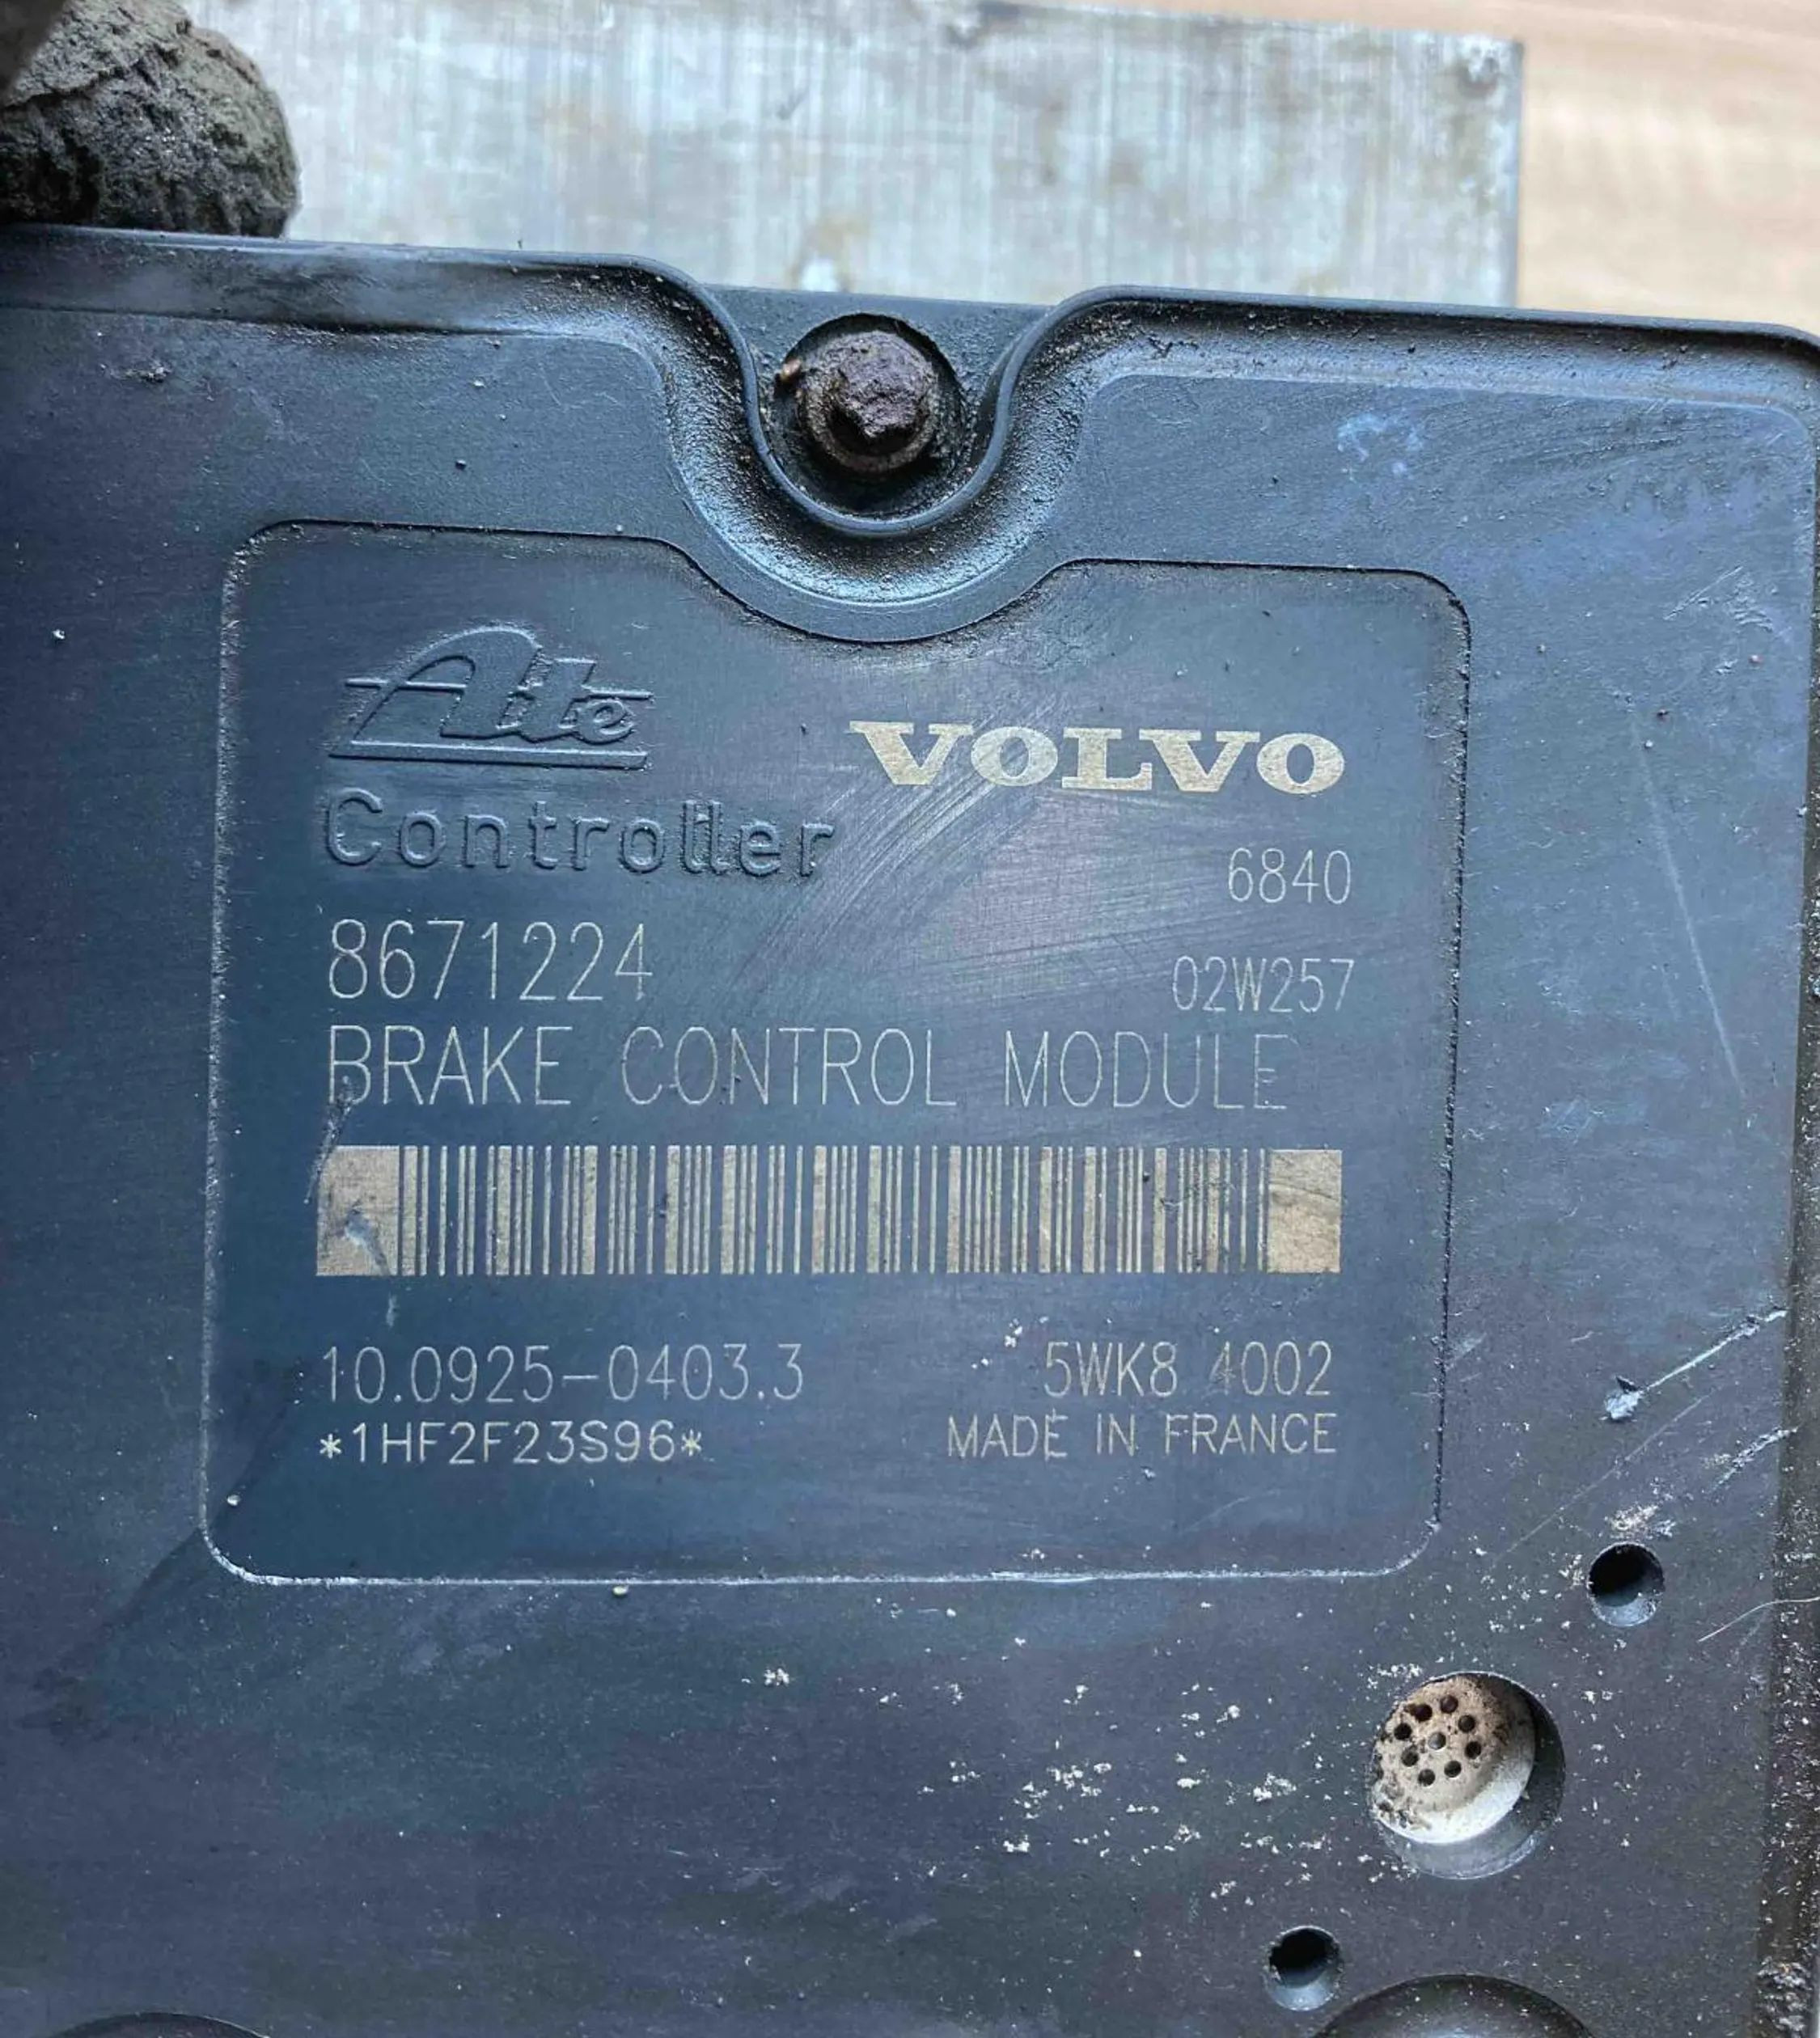 Ate
VOLVO
Controller
6840
8671224
02W257
BRAKE CONTROL MODULE
10.0925-0403.3
5WK8 4002
*1HF2F23S96*
MADE IN FRANCE